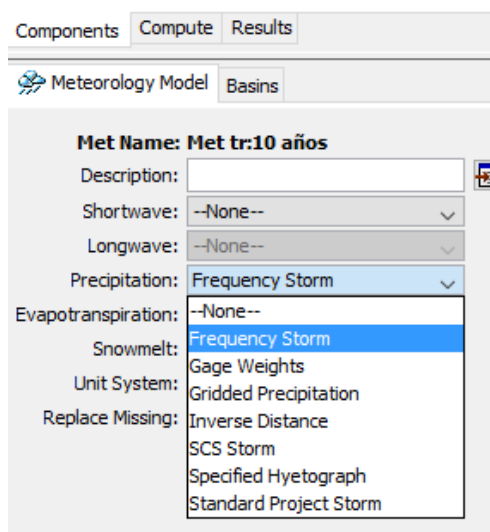 Components Compute Results
Meteorology Model Basins
Met Name: Met tr:10 años
Description:
Shortwave: --None--
Longwave: --None--
Precipitation: Frequency Storm
Evapotranspiration: --None--
Snowmelt: Frequency Storm
Gage Weights
Unit System: Gridded Precipitation
Replace Missing: Inverse Distance
SCS Storm
Specified Hyetograph
Standard Project Storm